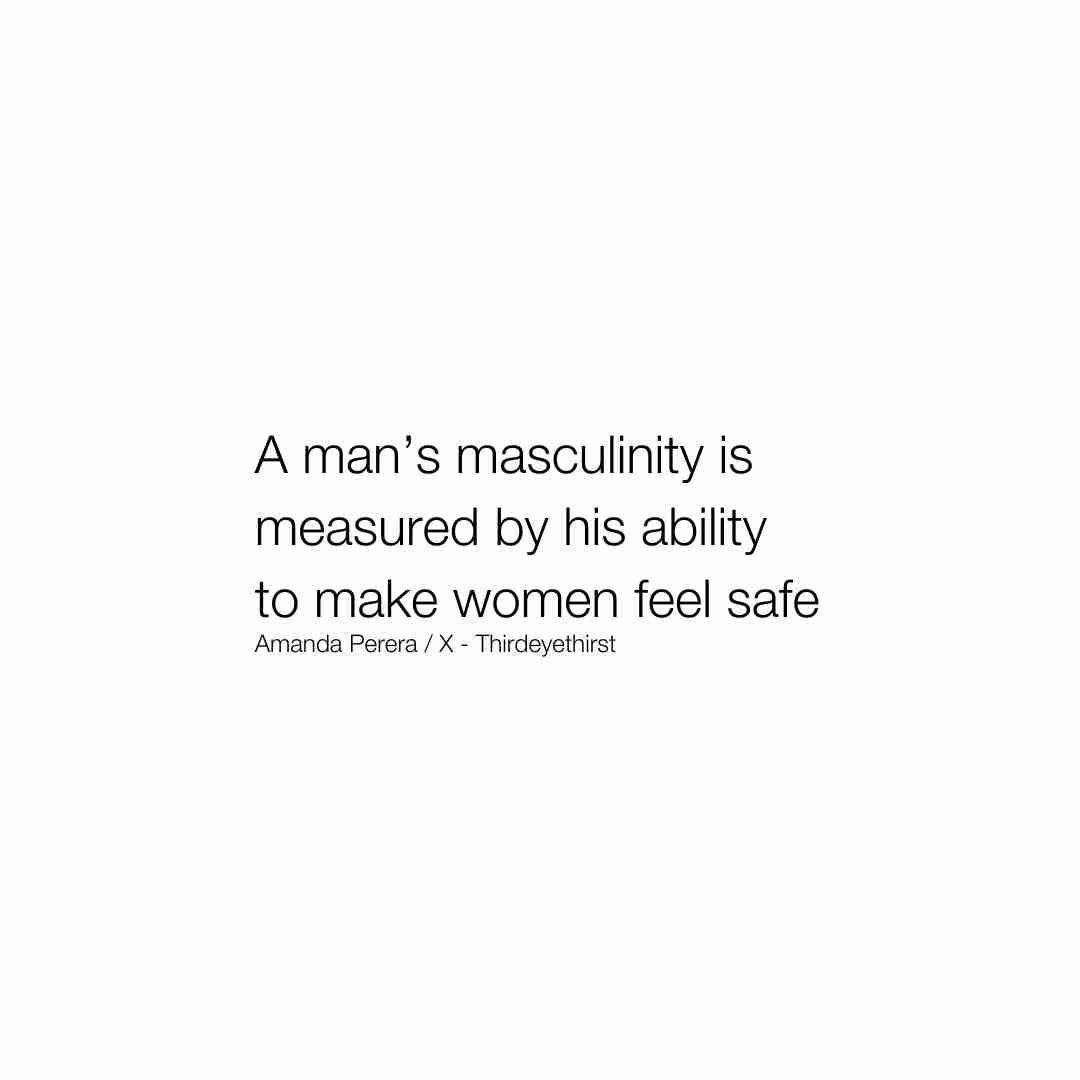 A man’s masculinity is
measured by his ability
to make women feel safe
Amanda Perera / X - Thirdeyethirst